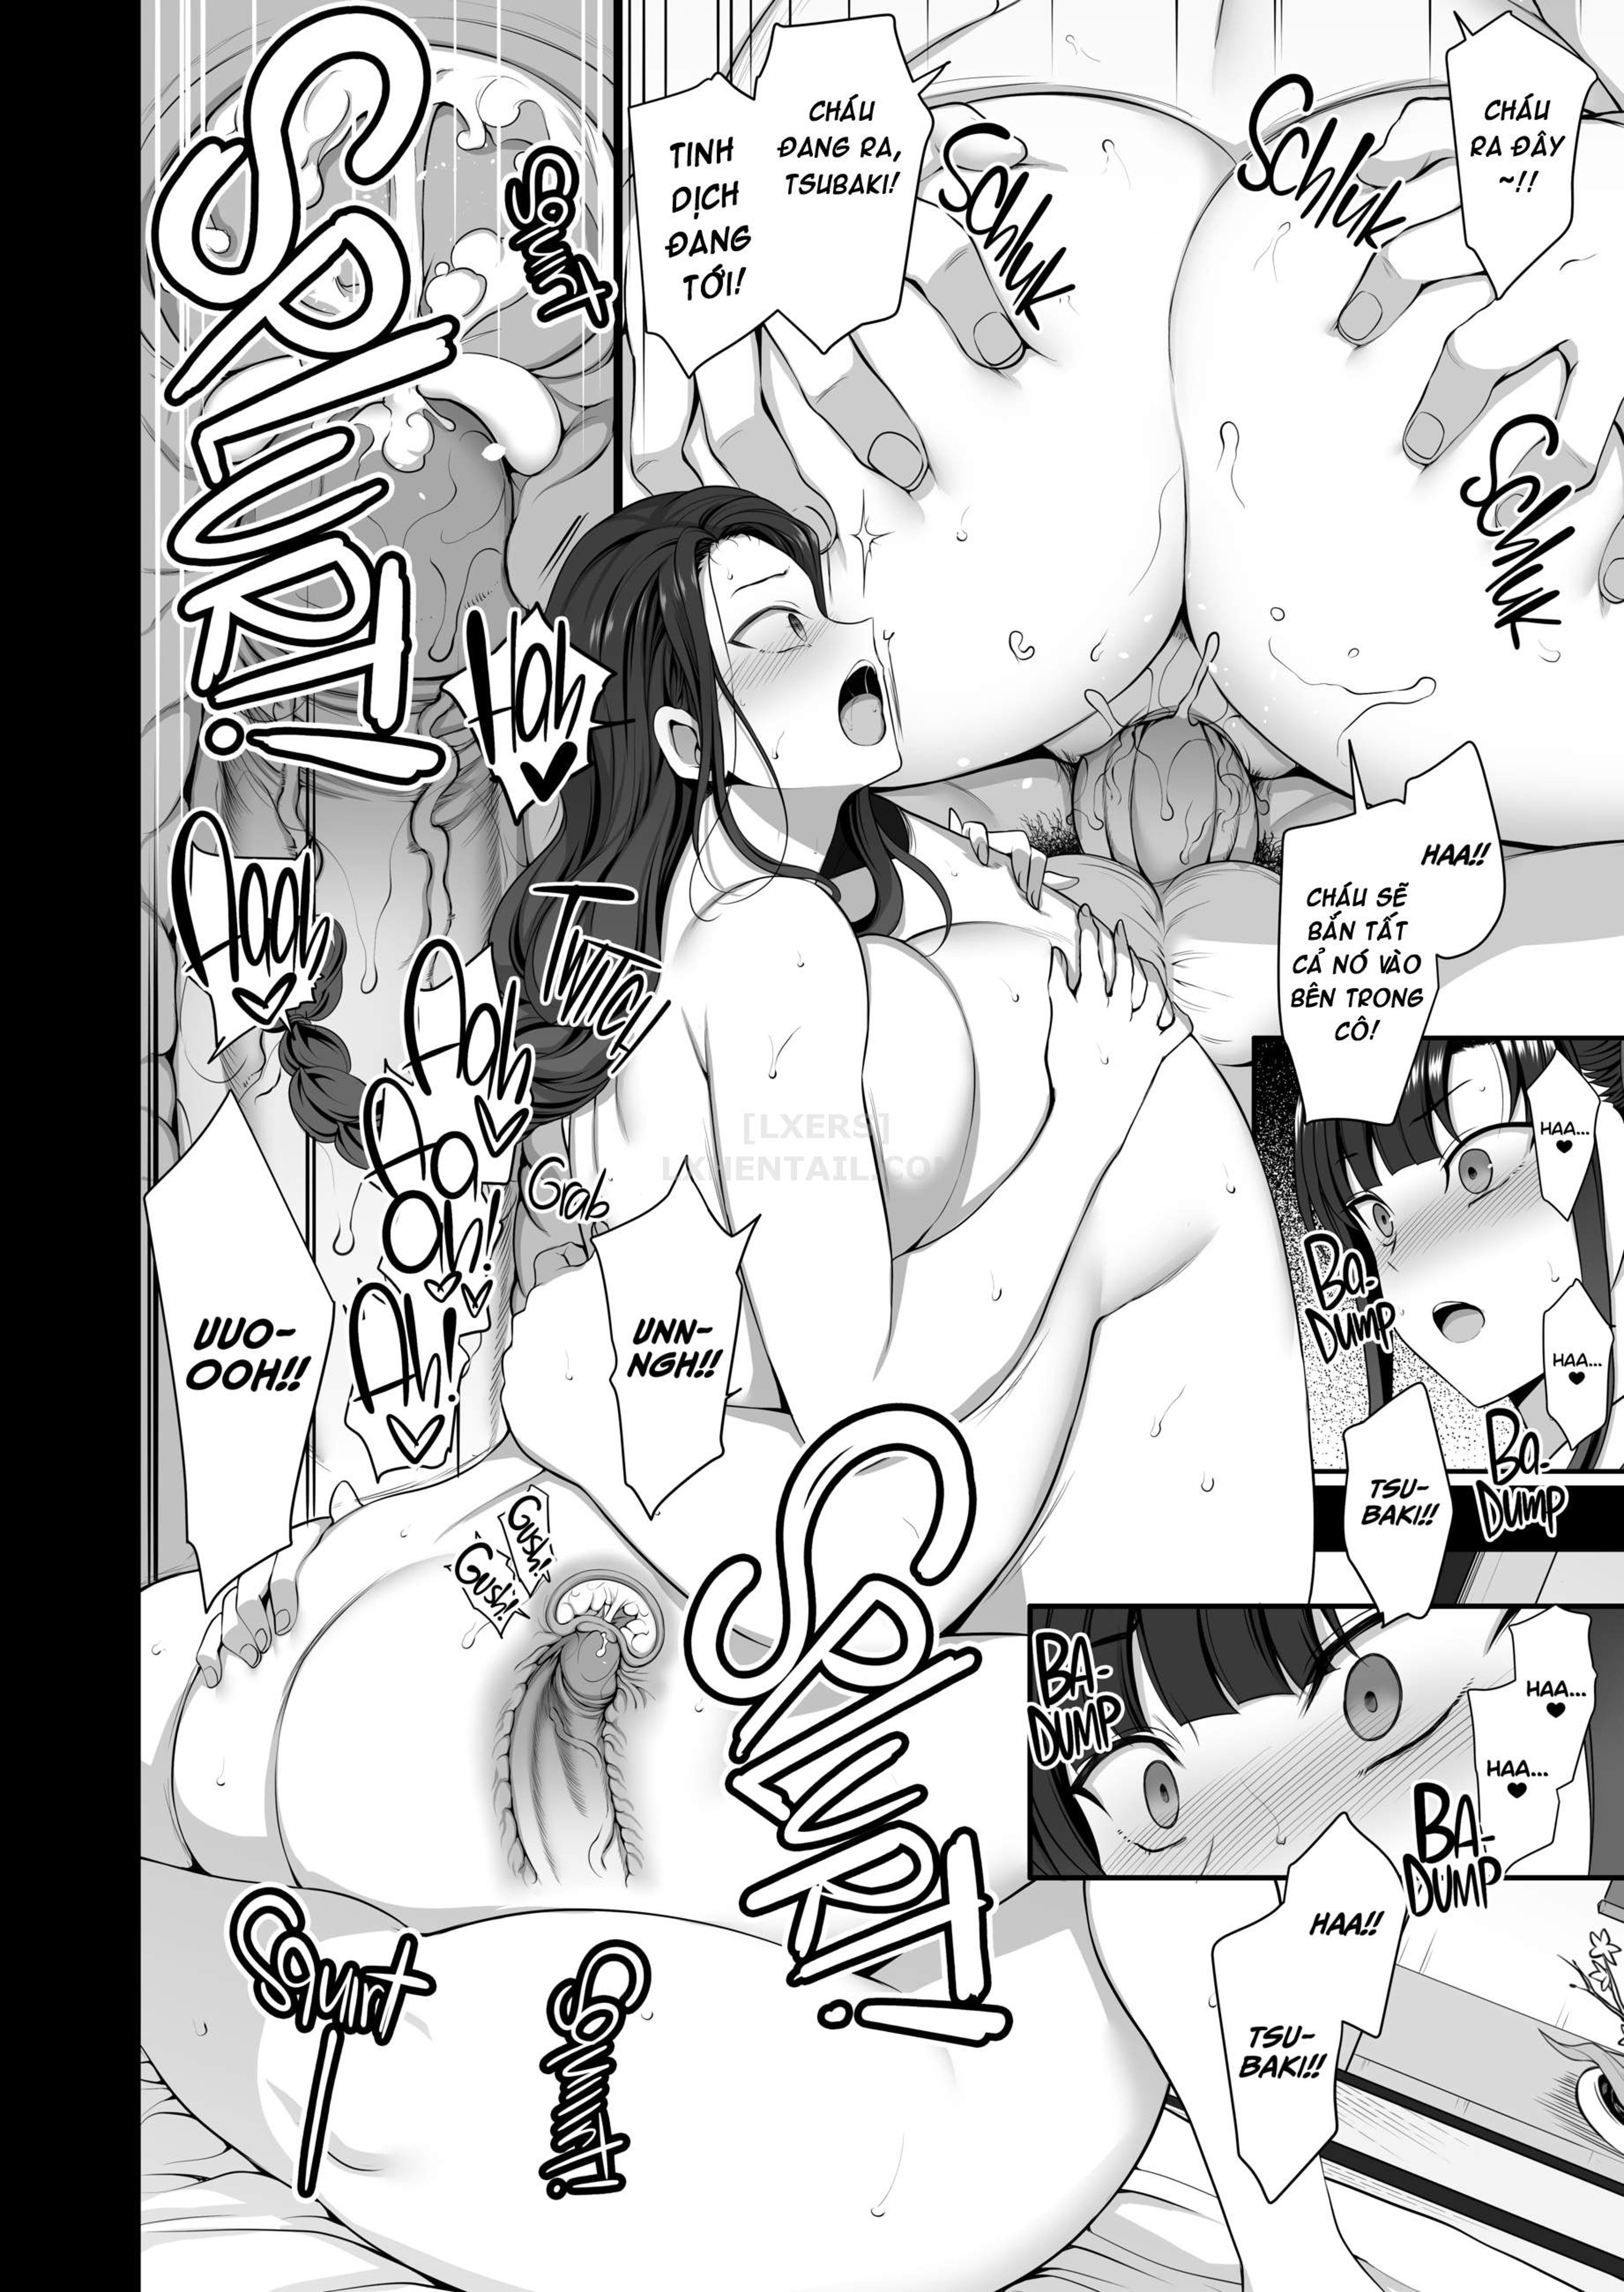 CHÁU
RA ĐÂY
~!!
SCHLUK
SCHLUK
SCHLUK
CHÁU
ĐANG RA,
TSUBAKI!
TINH
DỊCH
ĐANG
TỚI!
HAA!!
CHÁU SẼ
BẮN TẤT
CẢ NÓ VÀO
BÊN TRONG
CÔ!
HAA...
HAA...
BA-
DUMP
BA-
DUMP
TSU-
BAKI!!
HAA...
HAA...
BA-
DUMP
BA-
DUMP
HAA!!
TSU-
BAKI!!
SQUIRT
SPLURT!
HAH
TWITCH
AAAH
AAH
AA
OH!
AH!
GRAB
UNN-
NGH!!
UUO-
OOH!!
GUSH!
GUSH!
SPLURT!
SQUIRT!
SQUIRT!
[LXERS]
LXHENTAIL.COM